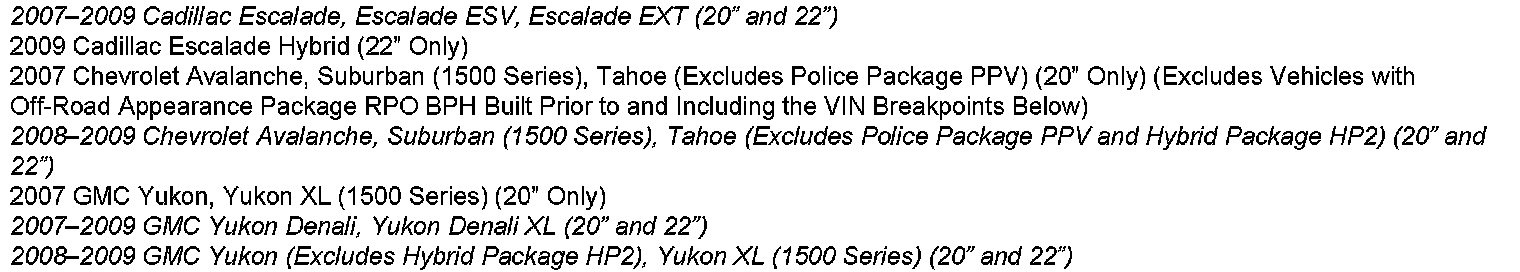 2007–2009 Cadillac Escalade, Escalade ESV, Escalade EXT (20” and 22”)
2009 Cadillac Escalade Hybrid (22" Only)
2007 Chevrolet Avalanche, Suburban (1500 Series), Tahoe (Excludes Police Package PPV) (20" Only) (Excludes Vehicles with
Off-Road Appearance Package RPO BPH Built Prior to and Including the VIN Breakpoints Below)
2008–2009 Chevrolet Avalanche, Suburban (1500 Series), Tahoe (Excludes Police Package PPV and Hybrid Package HP2) (20” and
22”)
2007 GMC Yukon, Yukon XL (1500 Series) (20" Only)
2007–2009 GMC Yukon Denali, Yukon Denali XL (20” and 22”)
2008–2009 GMC Yukon (Excludes Hybrid Package HP2), Yukon XL (1500 Series) (20” and 22”)